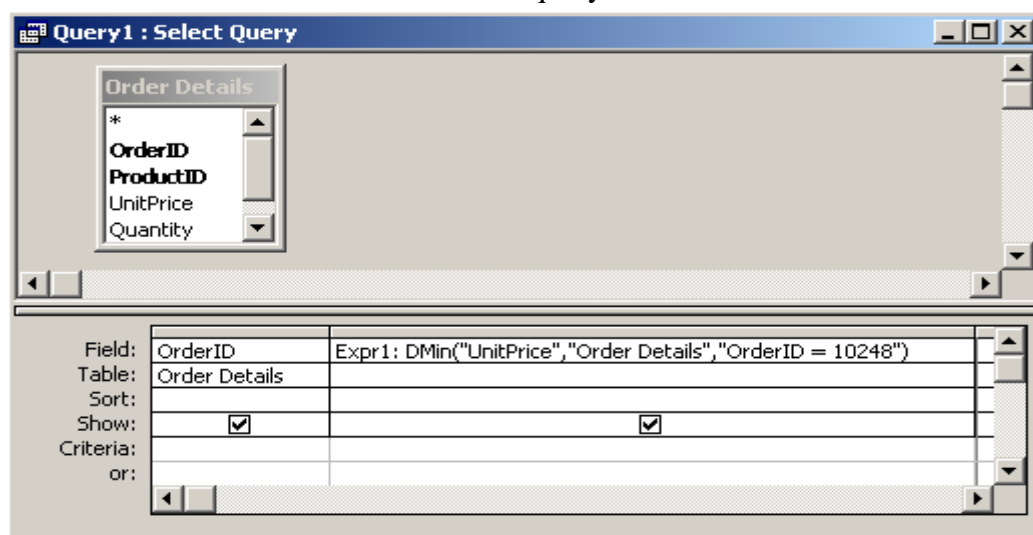 Query1 : Select Query
Order Details
*
OrderID
ProductID
UnitPrice
Quantity
Field: OrderID Expr1: DMin("UnitPrice","Order Details","OrderID = 10248")
Table: Order Details
Sort:
Show:
Criteria:
or: